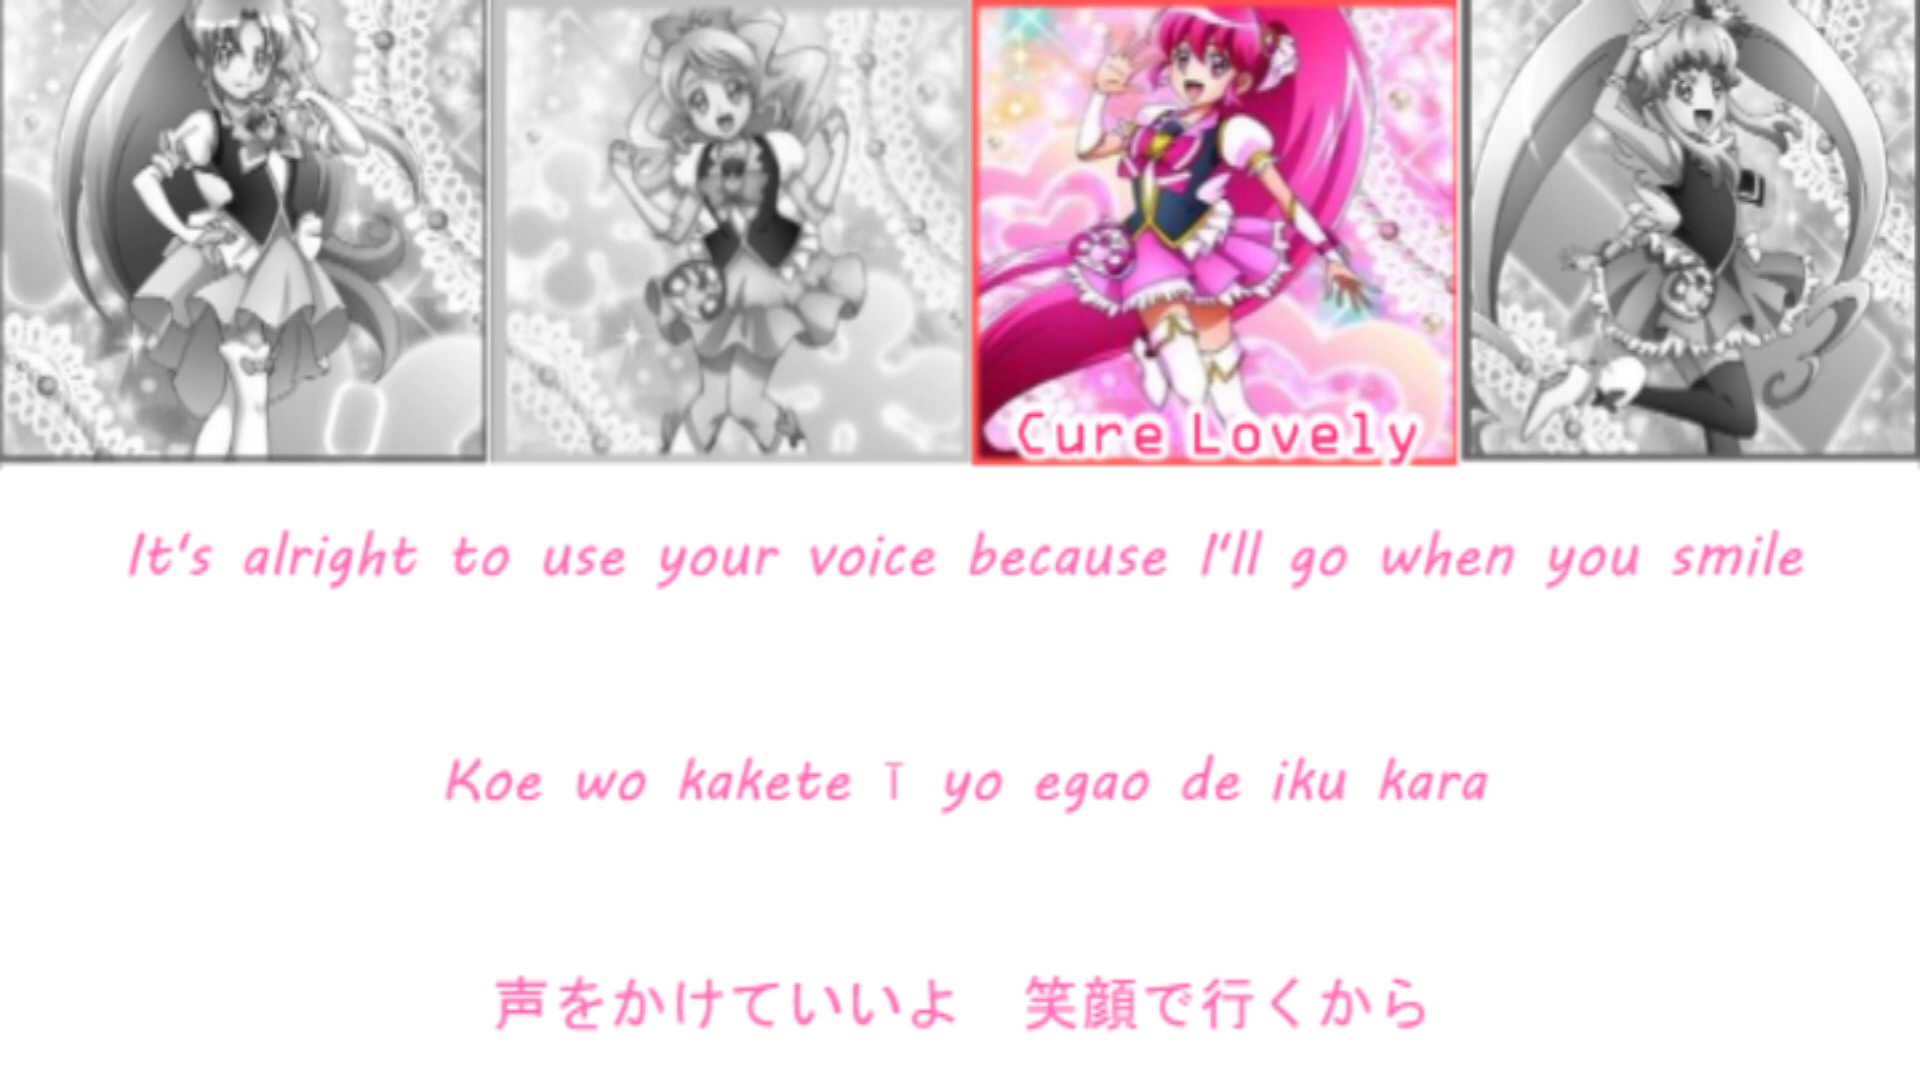 Cure Lovely
It's alright to use your voice because I'll go when you smile
Koe wo kakete ī yo egao de iku kara
声をかけていいよ　笑顔で行くから